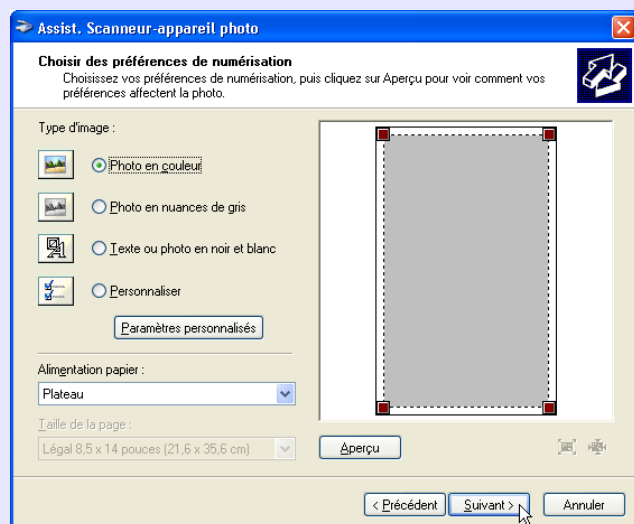 Assist. Scanneur-appareil photo
Choisir des préférences de numérisation
Choisissez vos préférences de numérisation, puis cliquez sur Aperçu pour voir comment vos
préférences affectent la photo.
Type d'image :
Photo en couleur
Photo en nuances de gris
Texte ou photo en noir et blanc
Personnaliser
Paramètres personnalisés
Alimentation papier :
Plateau
Taille de la page :
Légal 8,5 x 14 pouces (21,6 x 35,6 cm)
Aperçu
< Précédent
Suivant >
Annuler